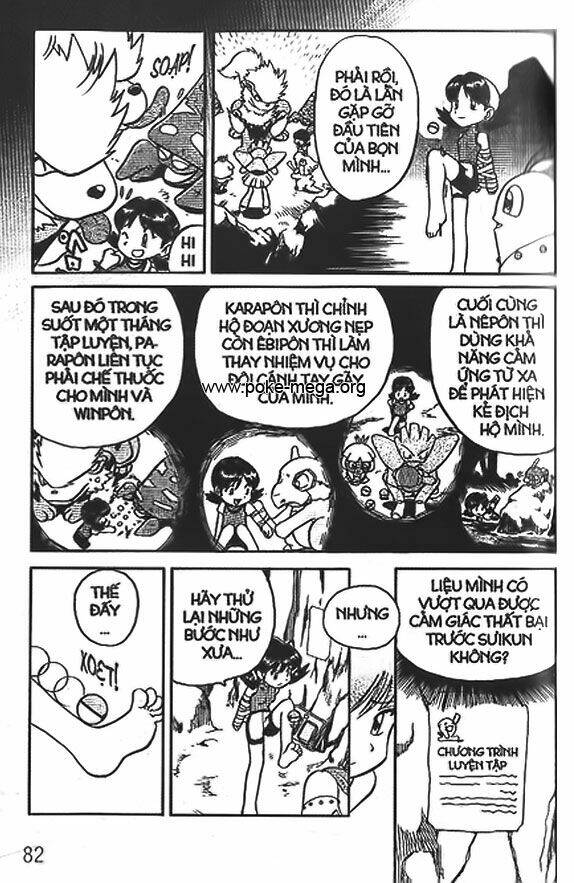 SOẠP!
HI
HI
PHẢI RỒI,
ĐÓ LÀ LẦN
GẶP GỠ
ĐẦU TIÊN
CỦA BỌN
MÌNH...
SAU ĐÓ TRONG
SUỐT MỘT THÁNG
TẬP LUYỆN, PA-
RAPÔN LIÊN TỤC
PHẢI CHẾ THUỐC
CHO MÌNH VÀ
WINPÔN.
KARAPÔN THÌ CHỈNH
HỘ ĐOẠN XƯƠNG NẸP
CÒN ÊBIPÔN THÌ LÀM
THAY NHIỆM VỤ CHO
ĐÔI CÁNH TAY GÃY
CỦA MÌNH.
www.poke-mega.org
CUỐI CÙNG
LÀ NÊPÔN THÌ
DÙNG KHẢ
NĂNG CẢM
ỨNG TỪ XA
ĐỂ PHÁT HIỆN
KẺ ĐỊCH
HỘ MÌNH.
THẾ
ĐẤY
...
XOẸT!
HÃY THỬ
LẠI NHỮNG
BƯỚC NHƯ
XƯA...
NHƯNG
...
LIỆU MÌNH CÓ
VƯỢT QUA ĐƯỢC
CẢM GIÁC THẤT BẠI
TRƯỚC SƯIKUN
KHÔNG?
CHƯƠNG TRÌNH
LUYỆN TẬP
82